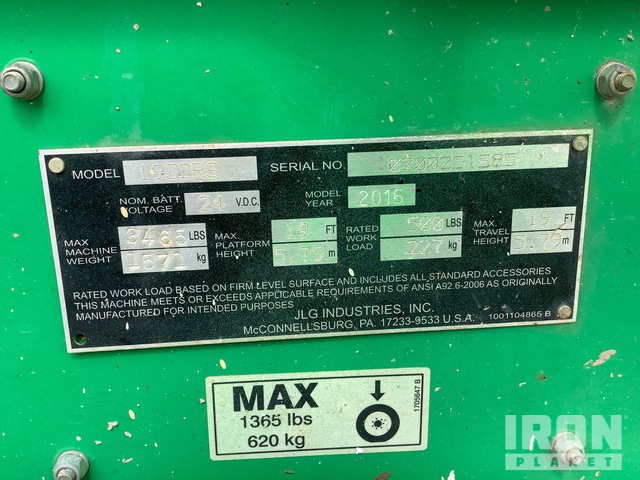 MODEL 1932RS SERIAL NO. 0200251585
NOM. BATT. VOLTAGE 24 V.D.C. MODEL YEAR 2016
MAX MACHINE WEIGHT 3465 LBS 1571 kg
MAX PLATFORM HEIGHT 19 FT 5.79 m
RATED WORK LOAD 500 LBS 227 kg
MAX TRAVEL HEIGHT 19 FT 5.79 m
RATED WORK LOAD BASED ON FIRM LEVEL SURFACE AND INCLUDES ALL STANDARD ACCESSORIES
THIS MACHINE MEETS OR EXCEEDS APPLICABLE REQUIREMENTS OF ANSI A92.6-2006 AS ORIGINALLY
MANUFACTURED FOR INTENDED PURPOSES
JLG INDUSTRIES, INC.
McCONNELLSBURG, PA. 17233-9533 U.S.A.
1001104865 B
MAX
1365 lbs
620 kg
1705647 B
IRON
PLANET